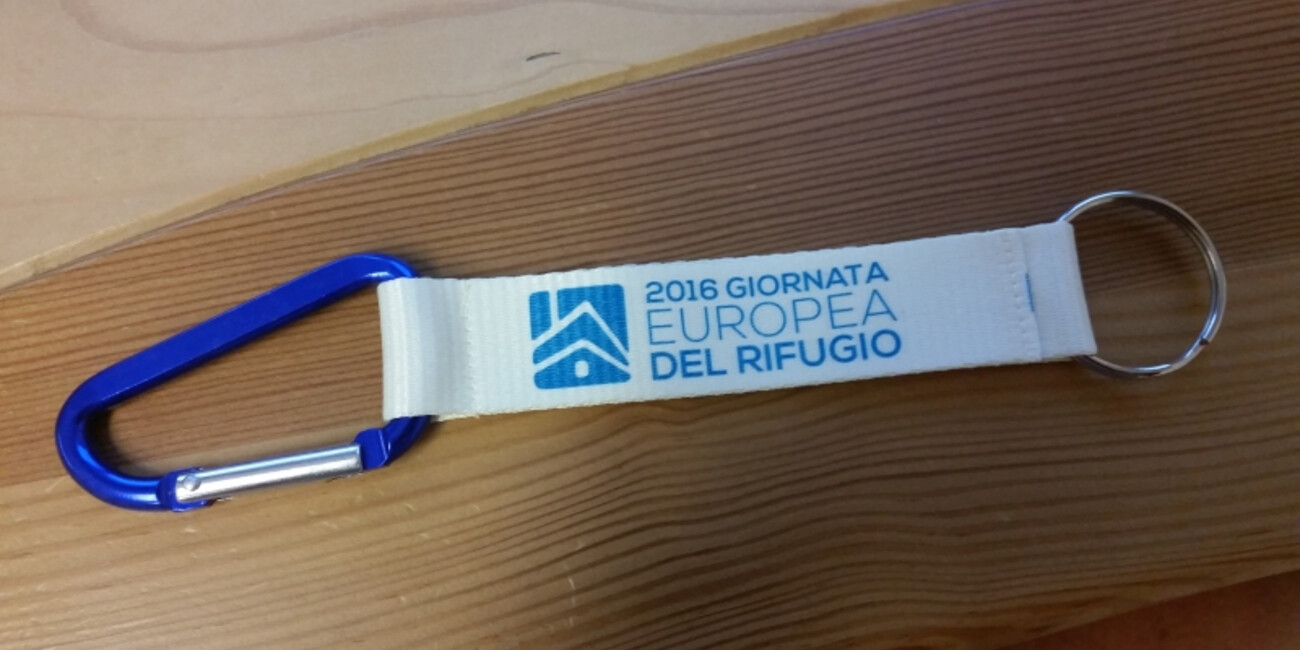 2016 GIORNATA
EUROPEA
DEL RIFUGIO